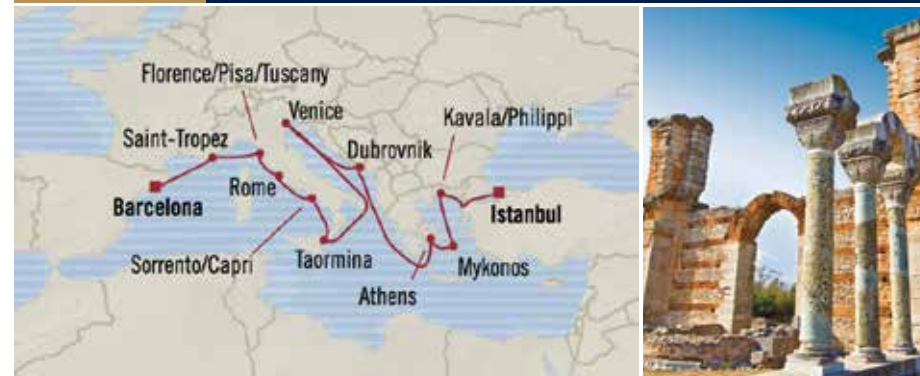 Florence/Pisa/Tuscany
Venice
Kavala/Philippi
Saint-Tropez
Dubrovnik
Rome
Barcelona
Istanbul
Sorrento/Capri
Taormina
Mykonos
Athens